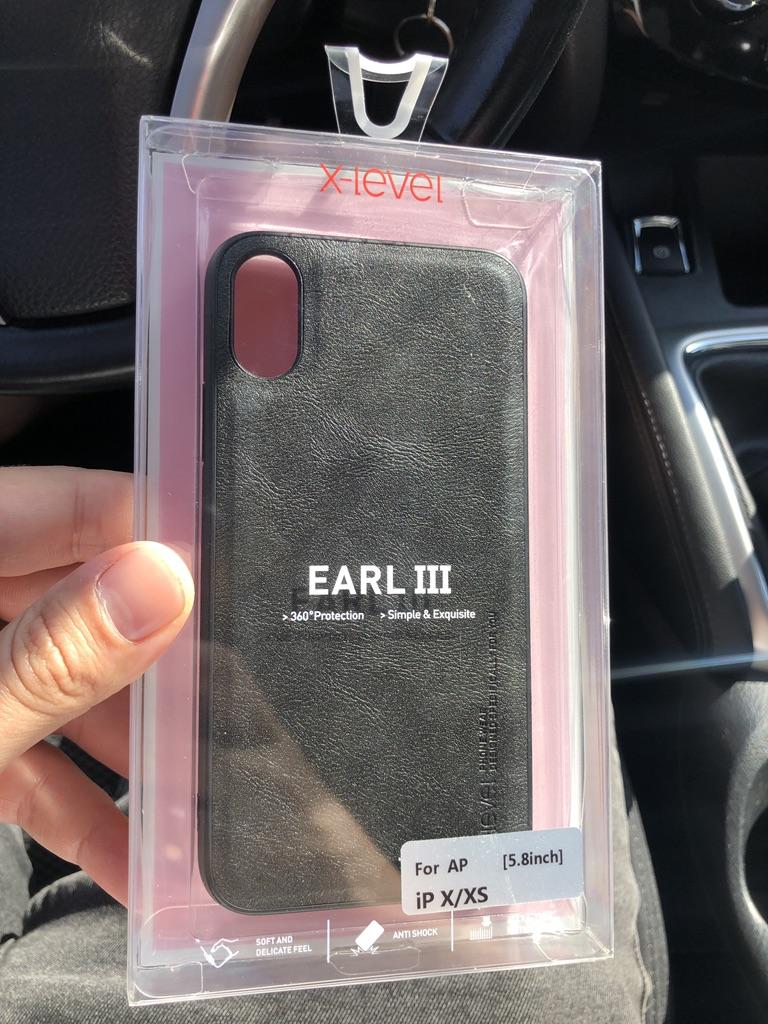 x-level
EARL III
> 360°Protection > Simple & Exquisite
For AP [5.8inch]
iP X/XS
SOFT AND
DELICATE FEEL
ANTI SHOCK